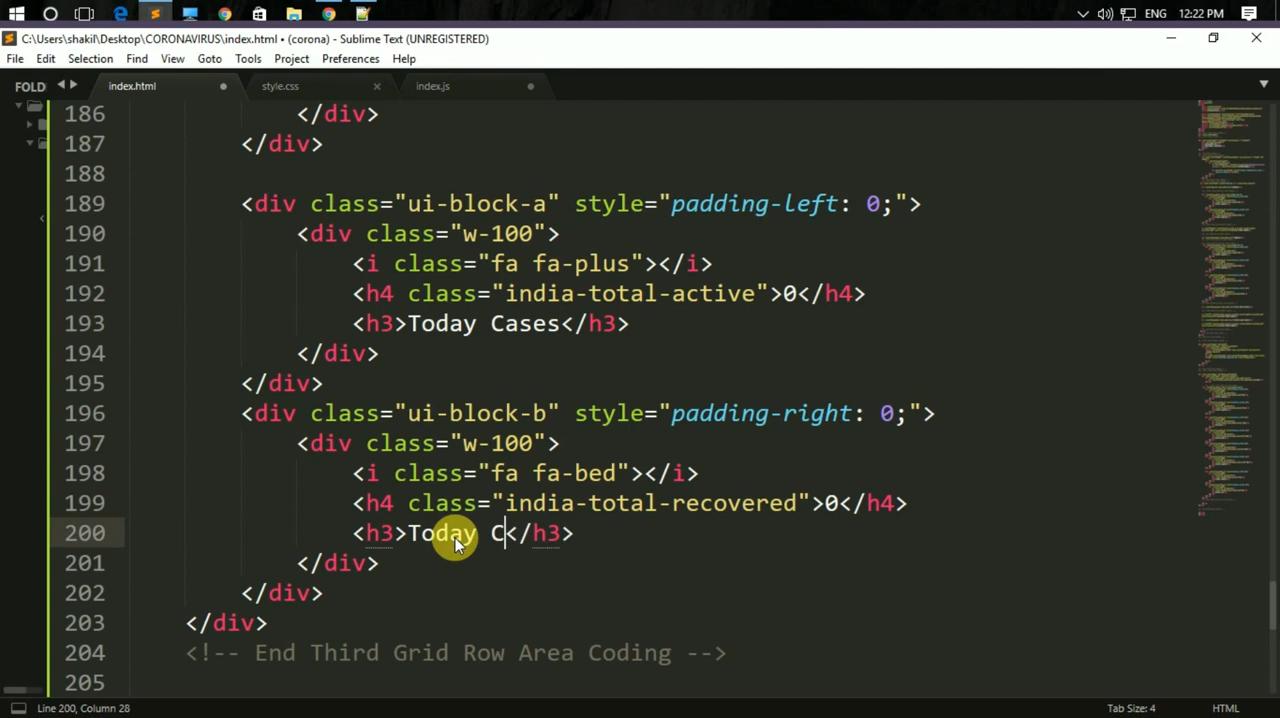 ENG
12:22 PM
C:\Users\shakil\Desktop\CORONAVIRUS\index.html • (corona) - Sublime Text (UNREGISTERED)
File Edit Selection Find View Goto Tools Project Preferences Help
FOLD
index.html
style.css
index.js
186 </div>
187 </div>
188
189 <div class="ui-block-a" style="padding-left: 0;">
190 <div class="w-100">
191 <i class="fa fa-plus"></i>
192 <h4 class="india-total-active">0</h4>
193 <h3>Today Cases</h3>
194 </div>
195 </div>
196 <div class="ui-block-b" style="padding-right: 0;">
197 <div class="w-100">
198 <i class="fa fa-bed"></i>
199 <h4 class="india-total-recovered">0</h4>
200 <h3>Today C</h3>
201 </div>
202 </div>
203 </div>
204 <!-- End Third Grid Row Area Coding -->
205
Line 200, Column 28
Tab Size: 4
HTML